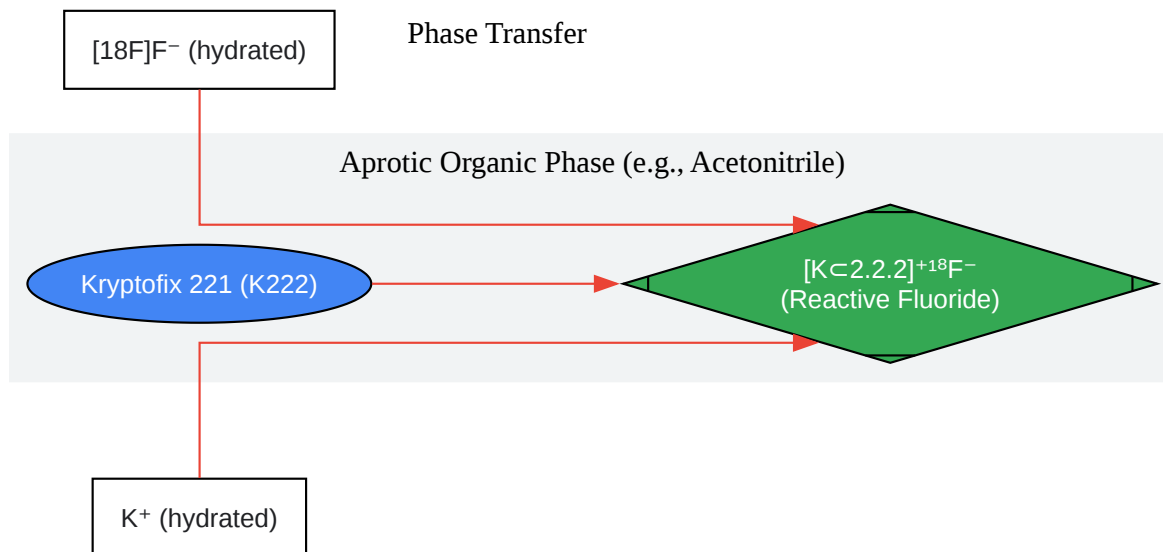 [18F]F⁻ (hydrated)
Phase Transfer
Aprotic Organic Phase (e.g., Acetonitrile)
Kryptofix 221 (K222)
[K⊂2.2.2]⁺¹⁸F⁻
(Reactive Fluoride)
K⁺ (hydrated)